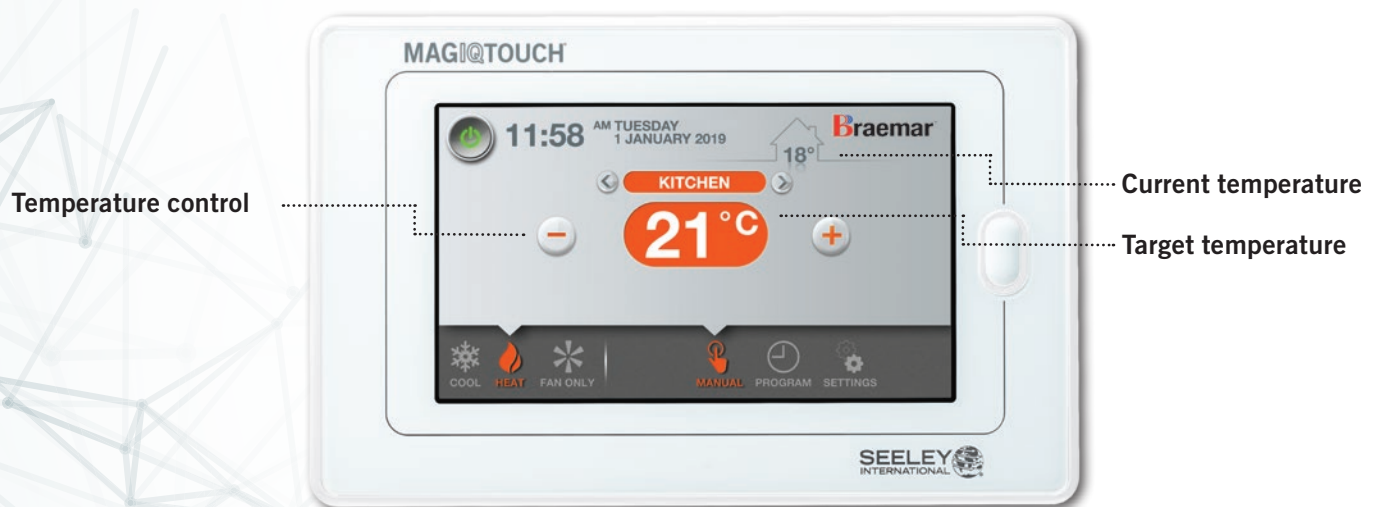 MAGIQTOUCH
11:58 AM TUESDAY
1 JANUARY 2019
Braemar
18°
KITCHEN
Temperature control
− 21°C +
Current temperature
Target temperature
COOL HEAT FAN ONLY MANUAL PROGRAM SETTINGS
SEELEY
INTERNATIONAL